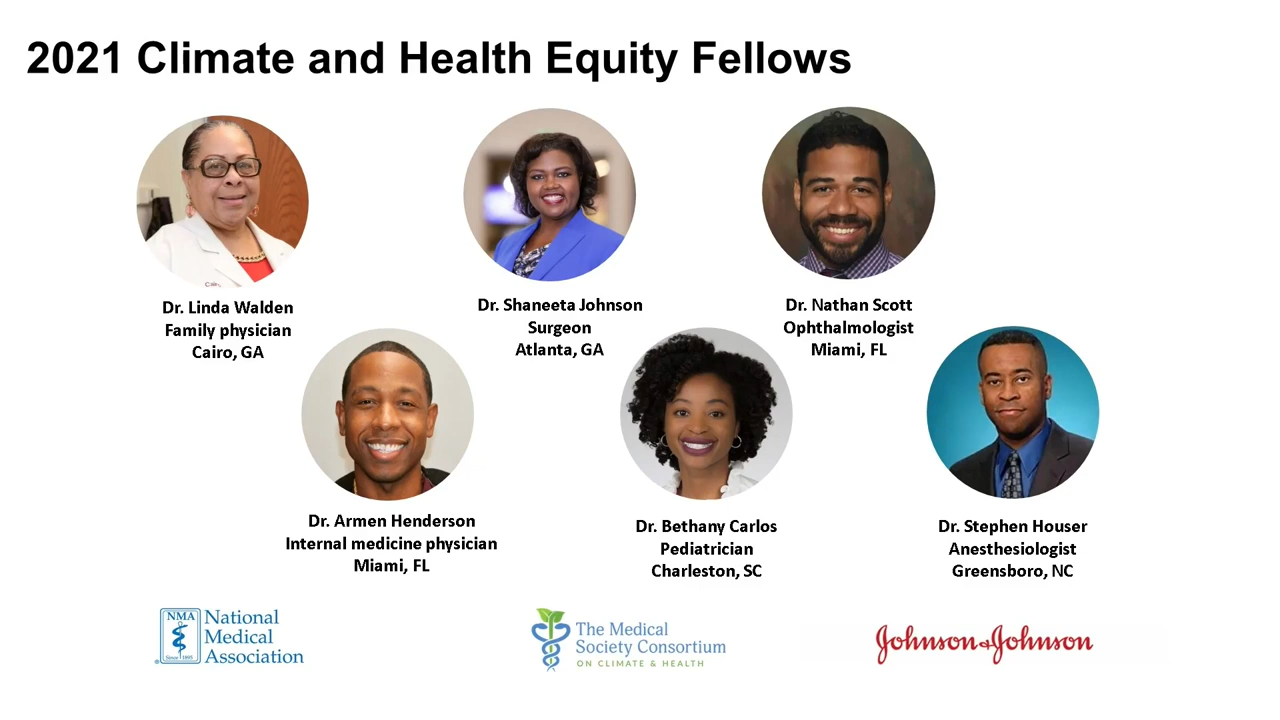 2021 Climate and Health Equity Fellows
Dr. Linda Walden
Family physician
Cairo, GA
Dr. Shaneeta Johnson
Surgeon
Atlanta, GA
Dr. Nathan Scott
Ophthalmologist
Miami, FL
Dr. Armen Henderson
Internal medicine physician
Miami, FL
Dr. Bethany Carlos
Pediatrician
Charleston, SC
Dr. Stephen Houser
Anesthesiologist
Greensboro, NC
NMA
Since 1895
National
Medical
Association
The Medical
Society Consortium
ON CLIMATE & HEALTH
Johnson & Johnson